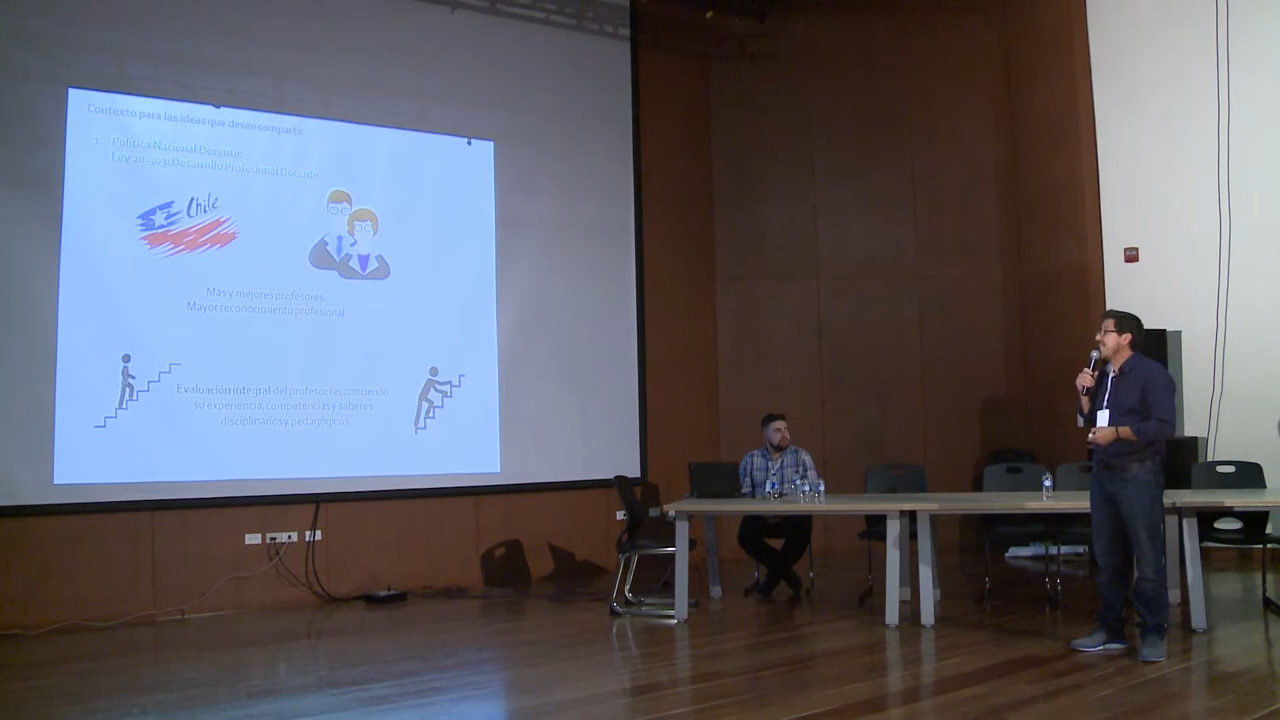 Contexto para las ideas que deseo compartir
1. Política Nacional Docente:
Ley 20.903: Desarrollo Profesional Docente
Chile
Más y mejores profesores.
Mayor reconocimiento profesional
Evaluación integral del profesor reconociendo
su experiencia, competencias y saberes
disciplinarios y pedagógicos